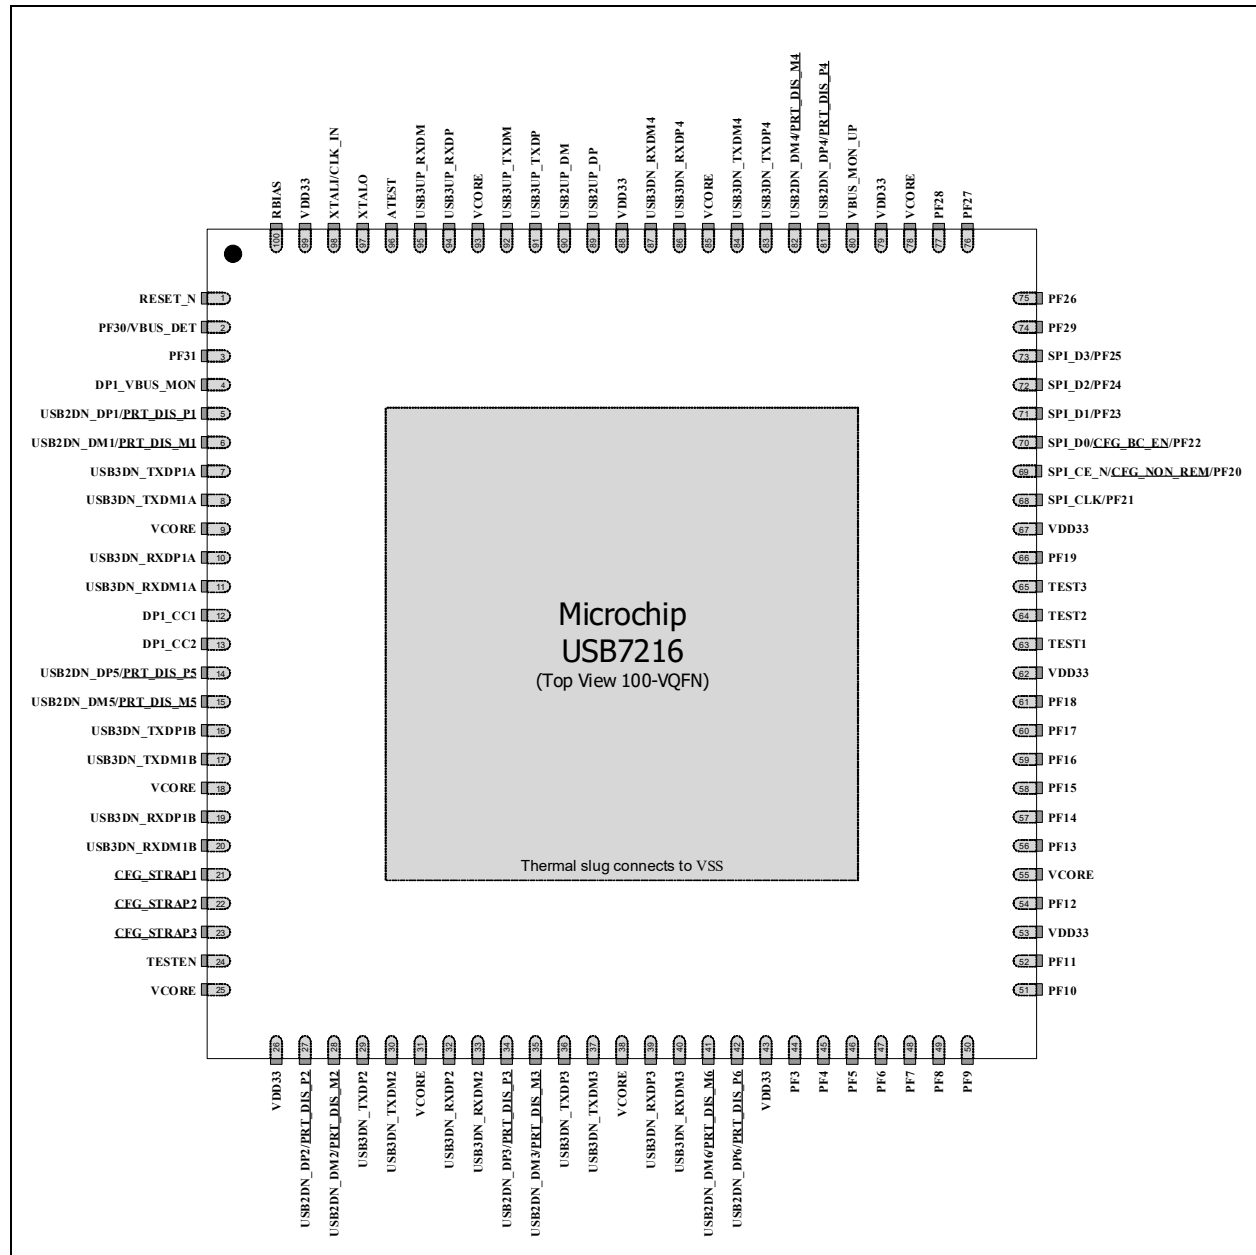 RBIAS
VDD33
XTALI/CLK_IN
XTALO
ATEST
USB3UP_RXDM
USB3UP_RXDP
VCORE
USB3UP_TXDM
USB3UP_TXDP
USB2UP_DM
USB2UP_DP
VDD33
USB3DN_RXDM4
USB3DN_RXDP4
VCORE
USB3DN_TXDM4
USB3DN_TXDP4
USB2DN_DM4/PRT_DIS_M4
USB2DN_DP4/PRT_DIS_P4
VBUS_MON_UP
VDD33
VCORE
PF28
PF27
100 99 98 97 96 95 94 93 92 91 90 89 88 87 86 85 84 83 82 81 80 79 78 77 76
RESET_N 1
PF30/VBUS_DET 2
PF31 3
DP1_VBUS_MON 4
USB2DN_DP1/PRT_DIS_P1 5
USB2DN_DM1/PRT_DIS_M1 6
USB3DN_TXDP1A 7
USB3DN_TXDM1A 8
VCORE 9
USB3DN_RXDP1A 10
USB3DN_RXDM1A 11
DP1_CC1 12
DP1_CC2 13
USB2DN_DP5/PRT_DIS_P5 14
USB2DN_DM5/PRT_DIS_M5 15
USB3DN_TXDP1B 16
USB3DN_TXDM1B 17
VCORE 18
USB3DN_RXDP1B 19
USB3DN_RXDM1B 20
CFG_STRAP1 21
CFG_STRAP2 22
CFG_STRAP3 23
TESTEN 24
VCORE 25
Microchip
USB7216
(Top View 100-VQFN)
Thermal slug connects to VSS
75 PF26
74 PF29
73 SPI_D3/PF25
72 SPI_D2/PF24
71 SPI_D1/PF23
70 SPI_D0/CFG_BC_EN/PF22
69 SPI_CE_N/CFG_NON_REM/PF20
68 SPI_CLK/PF21
67 VDD33
66 PF19
65 TEST3
64 TEST2
63 TEST1
62 VDD33
61 PF18
60 PF17
59 PF16
58 PF15
57 PF14
56 PF13
55 VCORE
54 PF12
53 VDD33
52 PF11
51 PF10
26 27 28 29 30 31 32 33 34 35 36 37 38 39 40 41 42 43 44 45 46 47 48 49 50
VDD33
USB2DN_DP2/PRT_DIS_P2
USB2DN_DM2/PRT_DIS_M2
USB3DN_TXDP2
USB3DN_TXDM2
VCORE
USB3DN_RXDP2
USB3DN_RXDM2
USB2DN_DP3/PRT_DIS_P3
USB2DN_DM3/PRT_DIS_M3
USB3DN_TXDP3
USB3DN_TXDM3
VCORE
USB3DN_RXDP3
USB3DN_RXDM3
USB2DN_DM6/PRT_DIS_M6
USB2DN_DP6/PRT_DIS_P6
VDD33
PF3
PF4
PF5
PF6
PF7
PF8
PF9